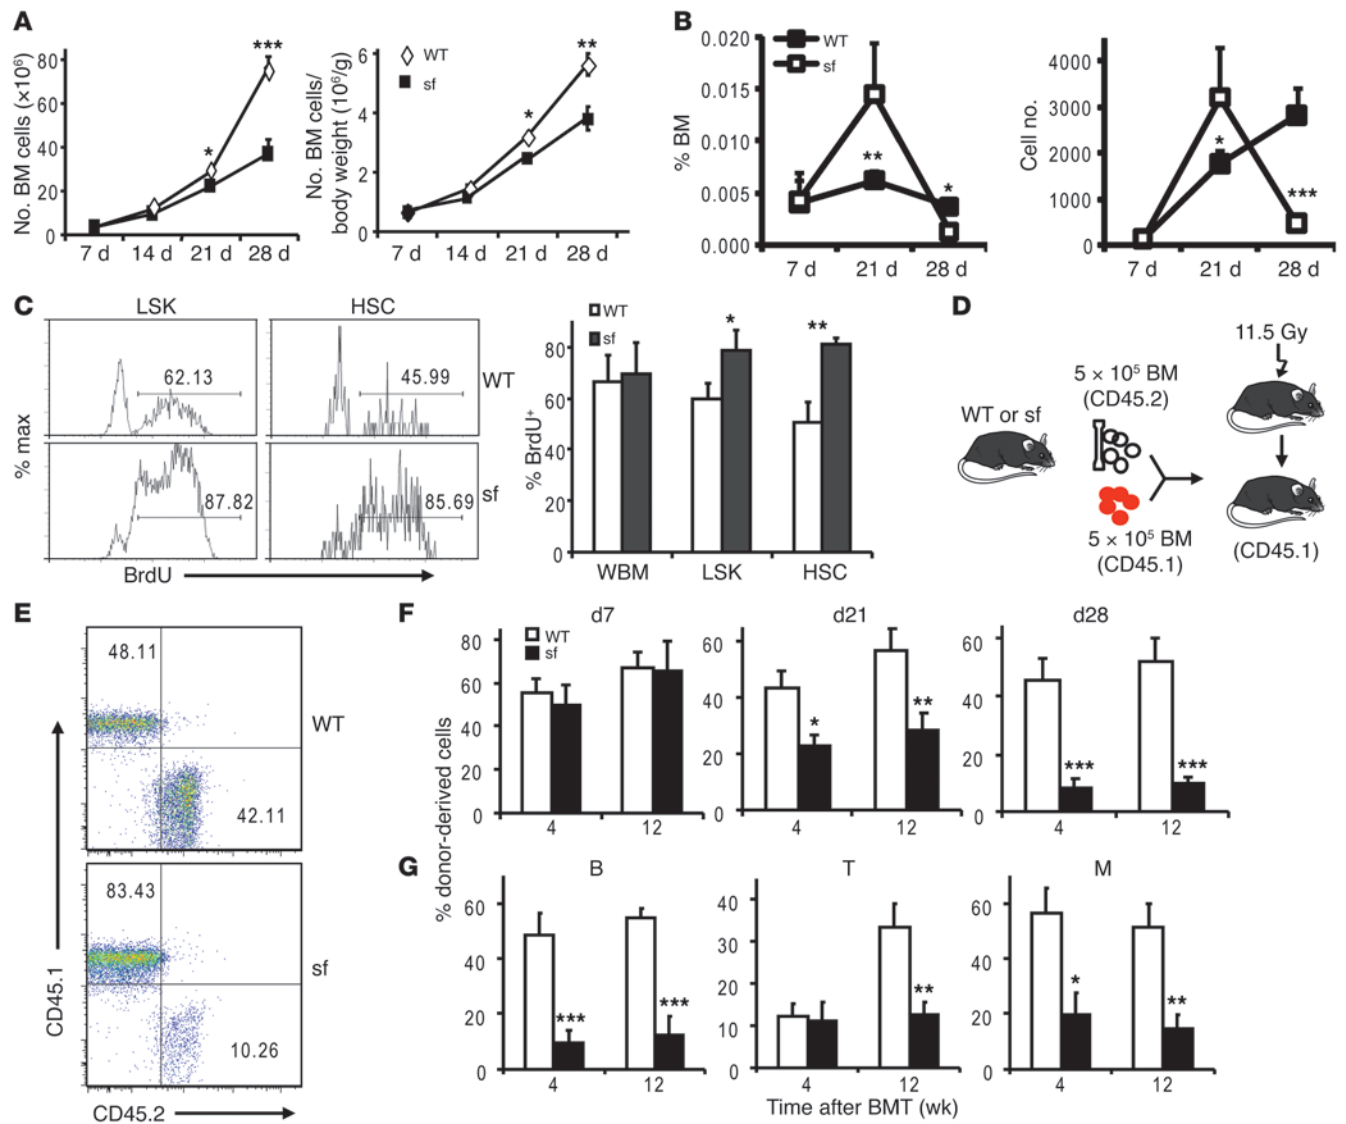 A
No. BM cells (×10⁶)
80
60
40
20
0
7 d 14 d 21 d 28 d
*
***
No. BM cells/
body weight (10⁶/g)
6
4
2
0
7 d 14 d 21 d 28 d
*
**
WT
sf
B
% BM
0.020
0.015
0.010
0.005
0.000
WT
sf
**
*
7 d 21 d 28 d
Cell no.
4000
3000
2000
1000
0
*
***
7 d 21 d 28 d
C
LSK HSC
% max
62.13
45.99
WT
87.82
85.69
sf
BrdU
% BrdU⁺
WT
sf
80
60
40
20
0
*
**
WBM LSK HSC
D
11.5 Gy
5 × 10⁵ BM
(CD45.2)
WT or sf
5 × 10⁵ BM
(CD45.1)
(CD45.1)
E
48.11
WT
42.11
83.43
sf
10.26
CD45.1
CD45.2
F
% donor-derived cells
d7
WT
sf
80
60
40
20
0
4 12
d21
60
40
20
0
*
**
4 12
d28
60
40
20
0
***
***
4 12
G
B
60
40
20
0
***
***
4 12
T
40
30
20
10
0
**
4 12
M
60
40
20
0
*
**
4 12
Time after BMT (wk)